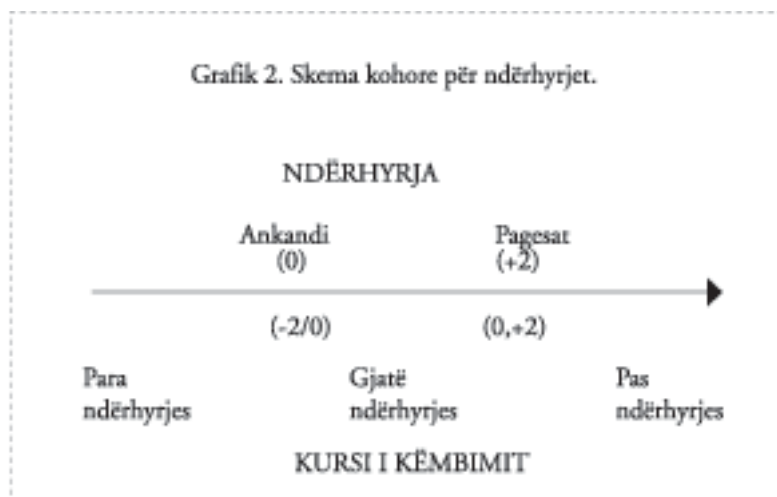 Grafik 2. Skema kohore për ndërhyrjet.
NDËRHYRJA
Ankandi Pagesat
(0) (+2)
(-2/0) (0,+2)
Para Gjatë Pas
ndërhyrjes ndërhyrjes ndërhyrjes
KURSI I KËMBIMIT